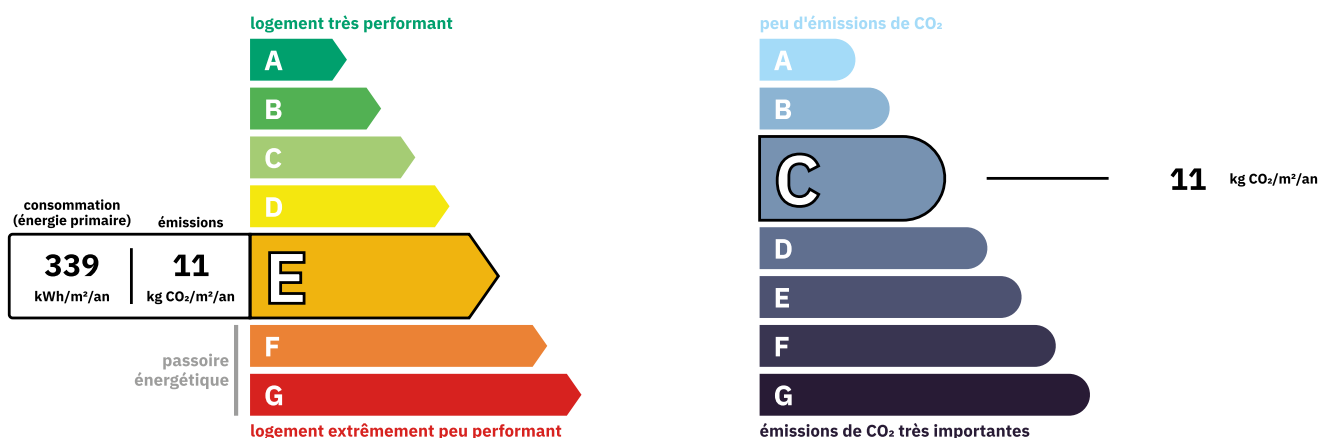 logement très performant
A
B
C
D
consommation
(énergie primaire)
émissions
339
kWh/m²/an
11
kg CO₂/m²/an
E
passoire
énergétique
F
G
logement extrêmement peu performant
peu d'émissions de CO₂
A
B
C
11 kg CO₂/m²/an
D
E
F
G
émissions de CO₂ très importantes